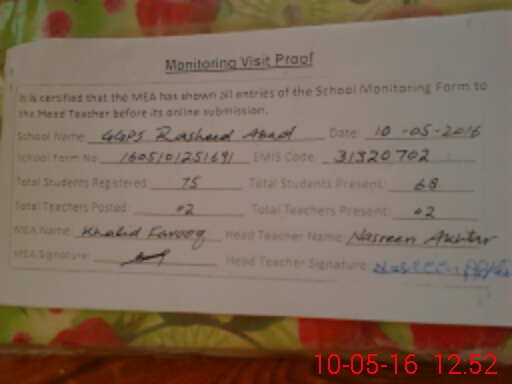 Monitoring Visit Proof
It is certified that the MEA has shown all entries of the School Monitoring Form to
the Head Teacher before its online submission.
School Name: GGPS Rasheed Abad Date: 10-05-2016
School Form No: 1605101251691 EMIS Code: 31320702
Total Students Registered: 75 Total Students Present: 68
Total Teachers Posted: 02 Total Teachers Present: 02
MEA Name: Khalid Farooq Head Teacher Name: Nasreen Akhtar
MEA Signature: Head Teacher Signature: Nasreen
10-05-16 12:52